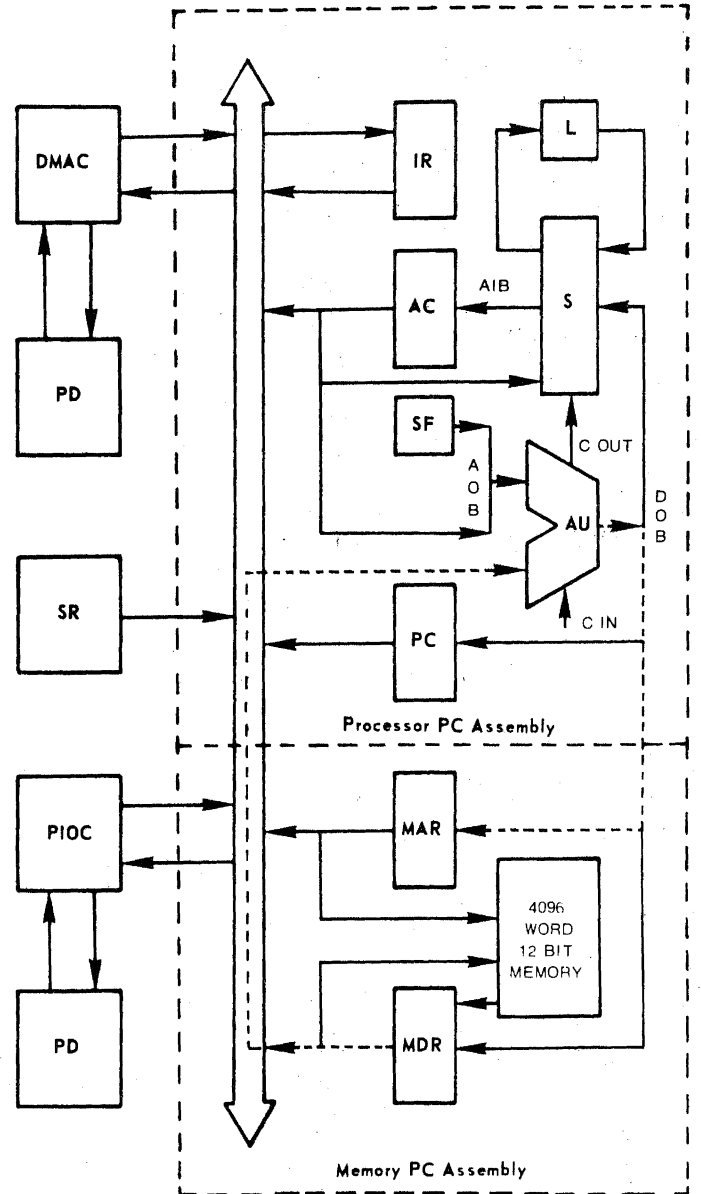 DMAC
IR
L
AC
AIB
S
PD
SF
C OUT
A
O
B
AU
D
O
B
SR
PC
C IN
Processor PC Assembly
PIOC
MAR
4096
WORD
12 BIT
MEMORY
PD
MDR
Memory PC Assembly